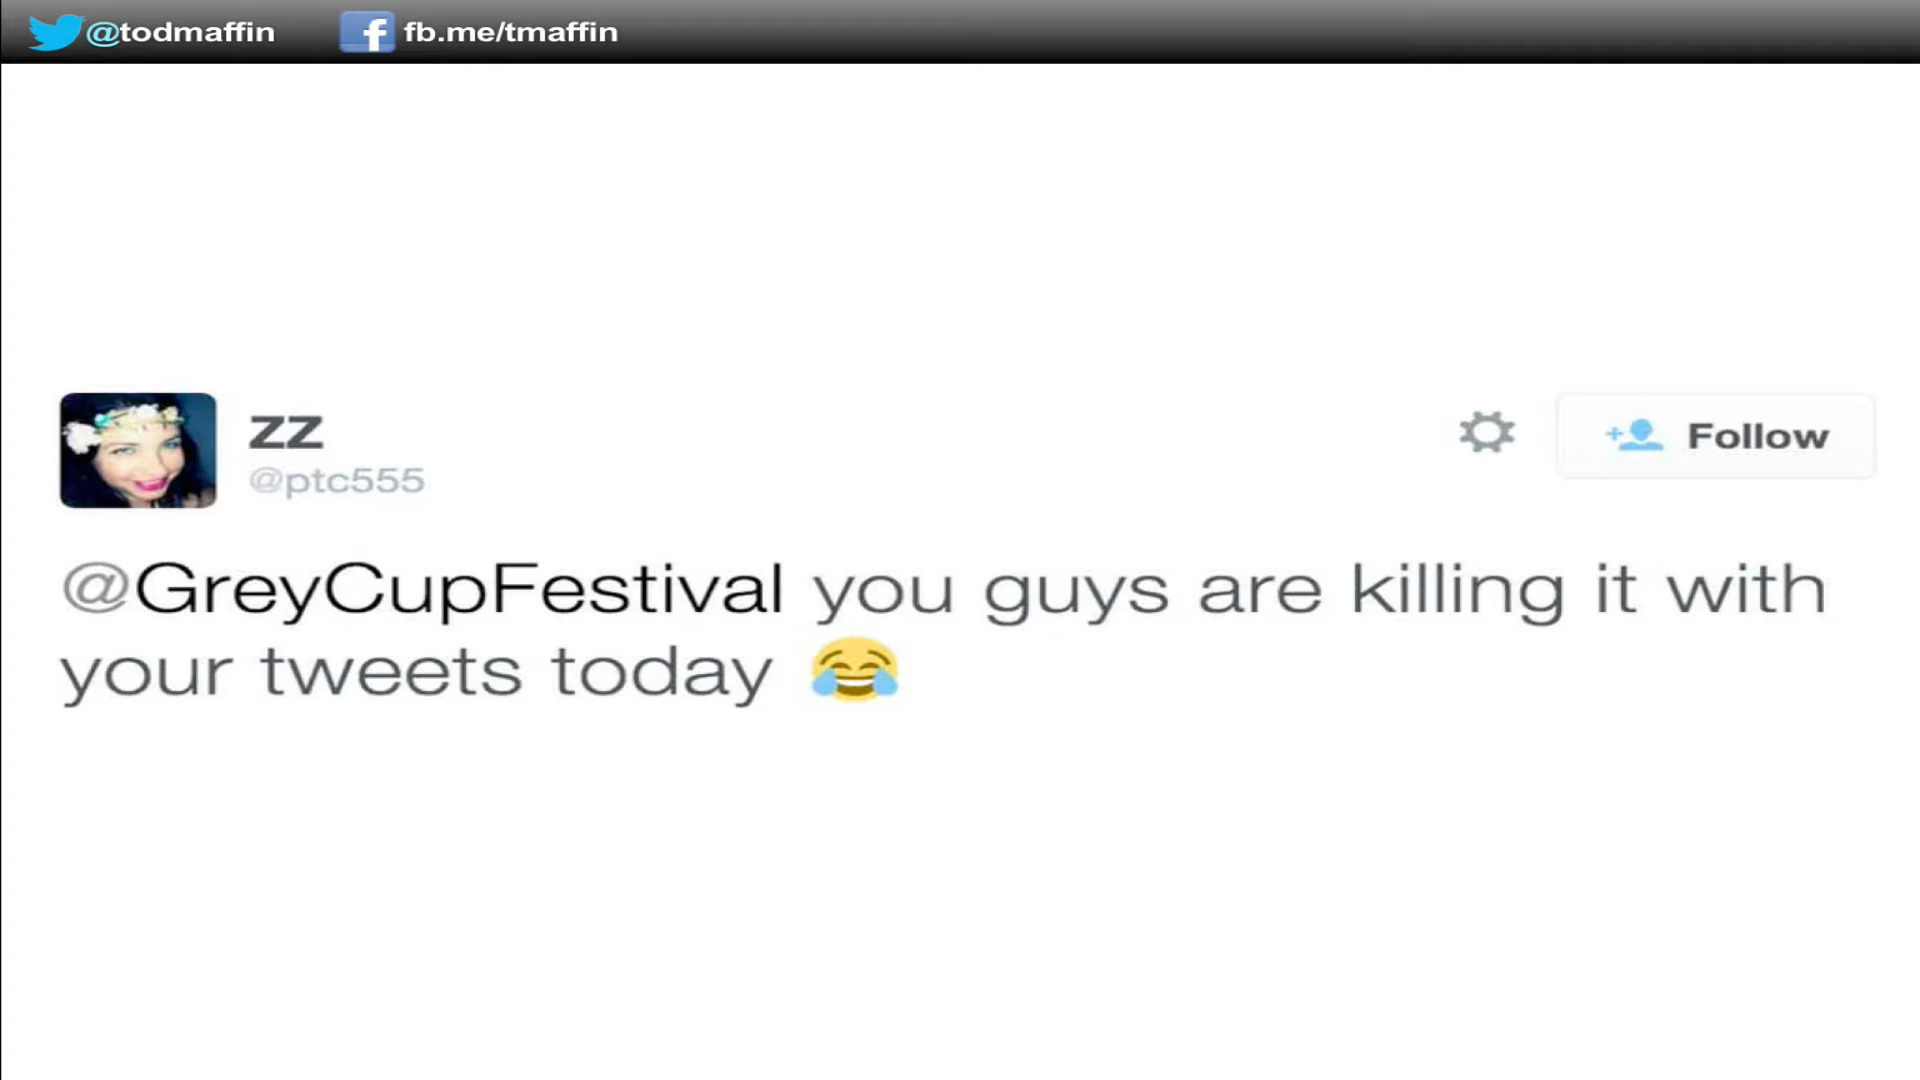 @todmaffin fb.me/tmaffin
zz
@ptc555
Follow
@GreyCupFestival you guys are killing it with
your tweets today 😂